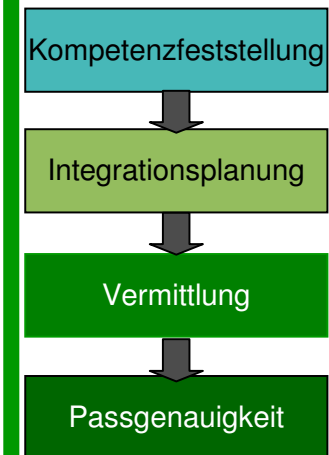 Kompetenzfeststellung
Integrationsplanung
Vermittlung
Passgenauigkeit